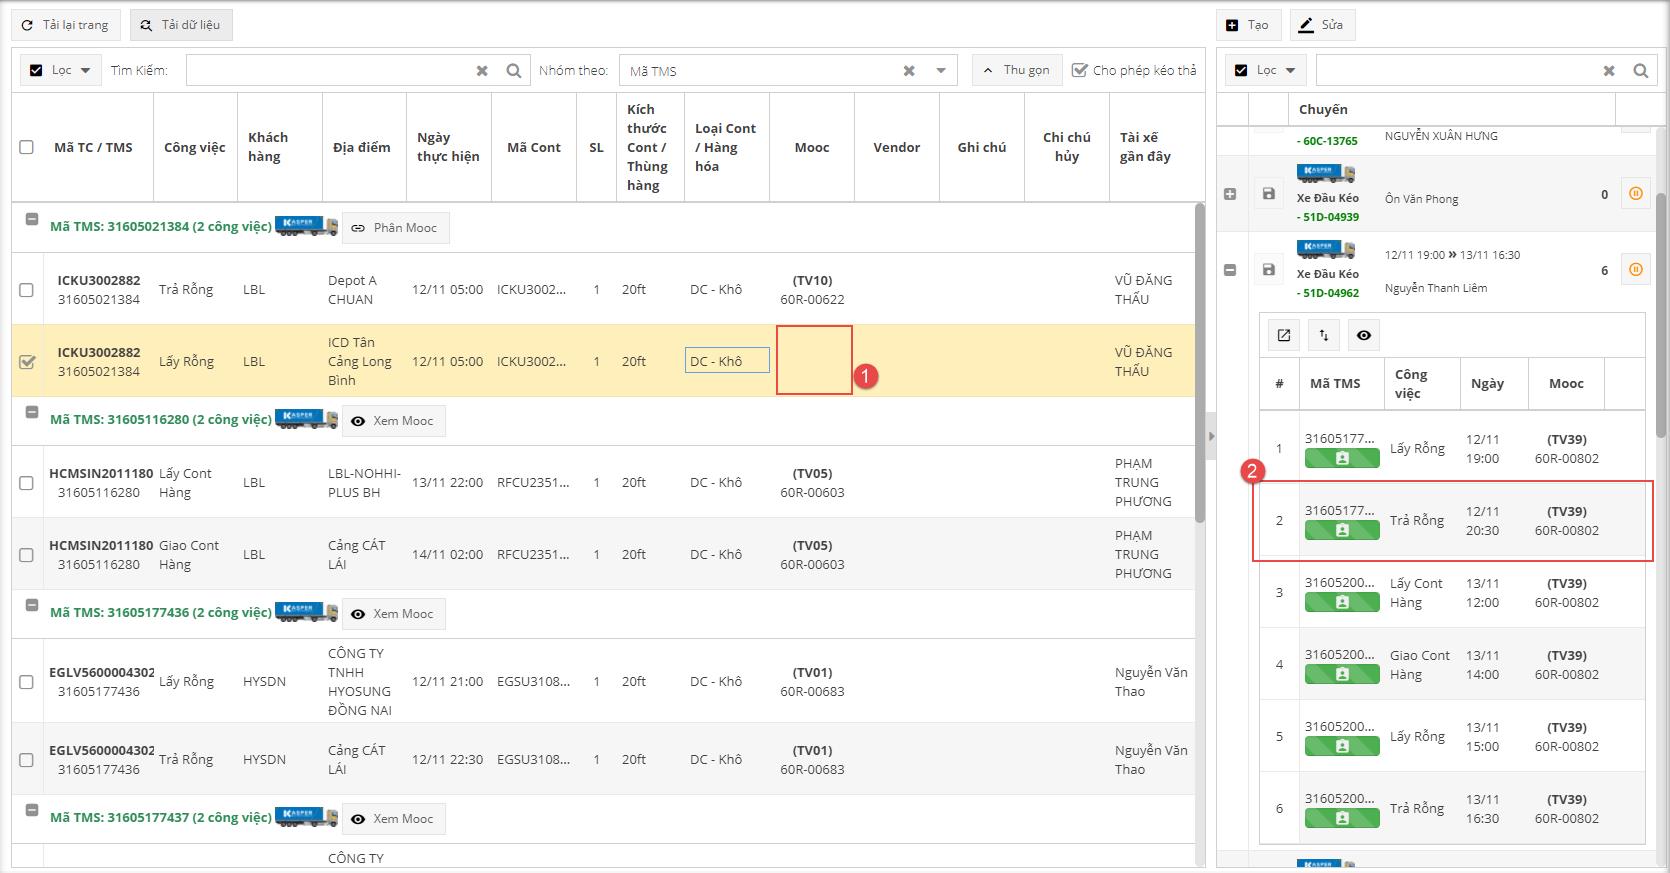 Tải lại trang
Tải dữ liệu
Lọc
Tìm Kiếm:
Nhóm theo:
Mã TMS
Thu gọn
Cho phép kéo thả
Mã TC / TMS
Công việc
Khách
hàng
Địa điểm
Ngày
thực hiện
Mã Cont
SL
Kích
thước
Cont /
Thùng
hàng
Loại Cont
/ Hàng
hóa
Mooc
Vendor
Ghi chú
Chi chú
hủy
Tài xế
gần đây
Mã TMS: 31605021384 (2 công việc)
KASPER
Phân Mooc
ICKU3002882
31605021384
Trả Rỗng
LBL
Depot A
CHUAN
12/11 05:00
ICKU3002...
1
20ft
DC - Khô
(TV10)
60R-00622
VŨ ĐĂNG
THẤU
ICKU3002882
31605021384
Lấy Rỗng
LBL
ICD Tân
Cảng Long
Bình
12/11 05:00
ICKU3002...
1
20ft
DC - Khô
1
VŨ ĐĂNG
THẤU
Mã TMS: 31605116280 (2 công việc)
KASPER
Xem Mooc
HCMSIN2011180
31605116280
Lấy Cont
Hàng
LBL
LBL-NOHHI-
PLUS BH
13/11 22:00
RFCU2351...
1
20ft
DC - Khô
(TV05)
60R-00603
PHẠM
TRUNG
PHƯƠNG
HCMSIN2011180
31605116280
Giao Cont
Hàng
LBL
Cảng CÁT
LÁI
14/11 02:00
RFCU2351...
1
20ft
DC - Khô
(TV05)
60R-00603
PHẠM
TRUNG
PHƯƠNG
Mã TMS: 31605177436 (2 công việc)
KASPER
Xem Mooc
EGLV5600004302
31605177436
Lấy Rỗng
HYSDN
CÔNG TY
TNHH
HYOSUNG
ĐỒNG NAI
12/11 21:00
EGSU3108...
1
20ft
DC - Khô
(TV01)
60R-00683
Nguyễn Văn
Thao
EGLV5600004302
31605177436
Trả Rỗng
HYSDN
Cảng CÁT
LÁI
12/11 22:30
EGSU3108...
1
20ft
DC - Khô
(TV01)
60R-00683
Nguyễn Văn
Thao
Mã TMS: 31605177437 (2 công việc)
KASPER
Xem Mooc
CÔNG TY
Tạo
Sửa
Lọc
Chuyến
- 60C-13765
NGUYỄN XUÂN HƯNG
KASPER
Xe Đầu Kéo
- 51D-04939
Ôn Văn Phong
0
KASPER
Xe Đầu Kéo
- 51D-04962
12/11 19:00 » 13/11 16:30
Nguyễn Thanh Liêm
6
#
Mã TMS
Công
việc
Ngày
Mooc
1
31605177...
Lấy Rỗng
12/11
19:00
(TV39)
60R-00802
2
2
31605177...
Trả Rỗng
12/11
20:30
(TV39)
60R-00802
3
31605200...
Lấy Cont
Hàng
13/11
12:00
(TV39)
60R-00802
4
31605200...
Giao Cont
Hàng
13/11
14:00
(TV39)
60R-00802
5
31605200...
Lấy Rỗng
13/11
15:00
(TV39)
60R-00802
6
31605200...
Trả Rỗng
13/11
16:30
(TV39)
60R-00802
KASPER